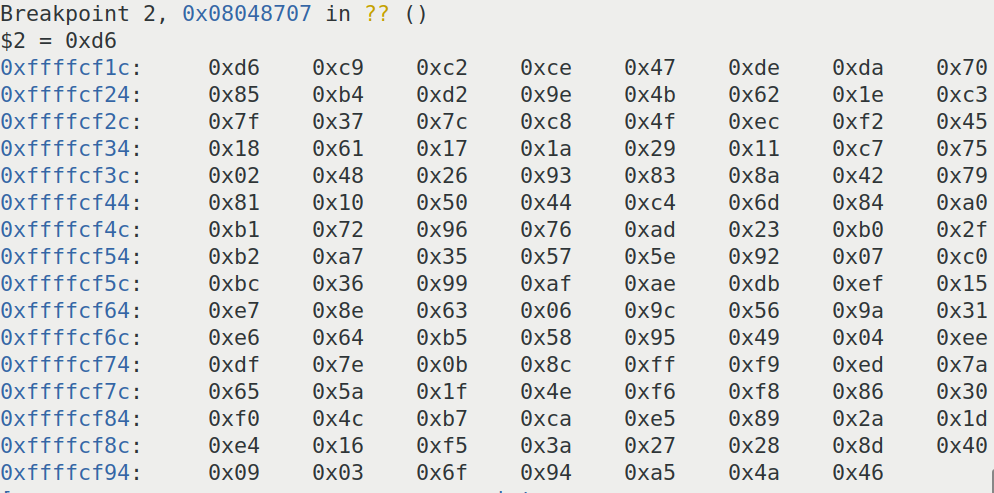 Breakpoint 2, 0x08048707 in ?? ()
$2 = 0xd6
0xffffcf1c: 0xd6 0xc9 0xc2 0xce 0x47 0xde 0xda 0x70
0xffffcf24: 0x85 0xb4 0xd2 0x9e 0x4b 0x62 0x1e 0xc3
0xffffcf2c: 0x7f 0x37 0x7c 0xc8 0x4f 0xec 0xf2 0x45
0xffffcf34: 0x18 0x61 0x17 0x1a 0x29 0x11 0xc7 0x75
0xffffcf3c: 0x02 0x48 0x26 0x93 0x83 0x8a 0x42 0x79
0xffffcf44: 0x81 0x10 0x50 0x44 0xc4 0x6d 0x84 0xa0
0xffffcf4c: 0xb1 0x72 0x96 0x76 0xad 0x23 0xb0 0x2f
0xffffcf54: 0xb2 0xa7 0x35 0x57 0x5e 0x92 0x07 0xc0
0xffffcf5c: 0xbc 0x36 0x99 0xaf 0xae 0xdb 0xef 0x15
0xffffcf64: 0xe7 0x8e 0x63 0x06 0x9c 0x56 0x9a 0x31
0xffffcf6c: 0xe6 0x64 0xb5 0x58 0x95 0x49 0x04 0xee
0xffffcf74: 0xdf 0x7e 0x0b 0x8c 0xff 0xf9 0xed 0x7a
0xffffcf7c: 0x65 0x5a 0x1f 0x4e 0xf6 0xf8 0x86 0x30
0xffffcf84: 0xf0 0x4c 0xb7 0xca 0xe5 0x89 0x2a 0x1d
0xffffcf8c: 0xe4 0x16 0xf5 0x3a 0x27 0x28 0x8d 0x40
0xffffcf94: 0x09 0x03 0x6f 0x94 0xa5 0x4a 0x46